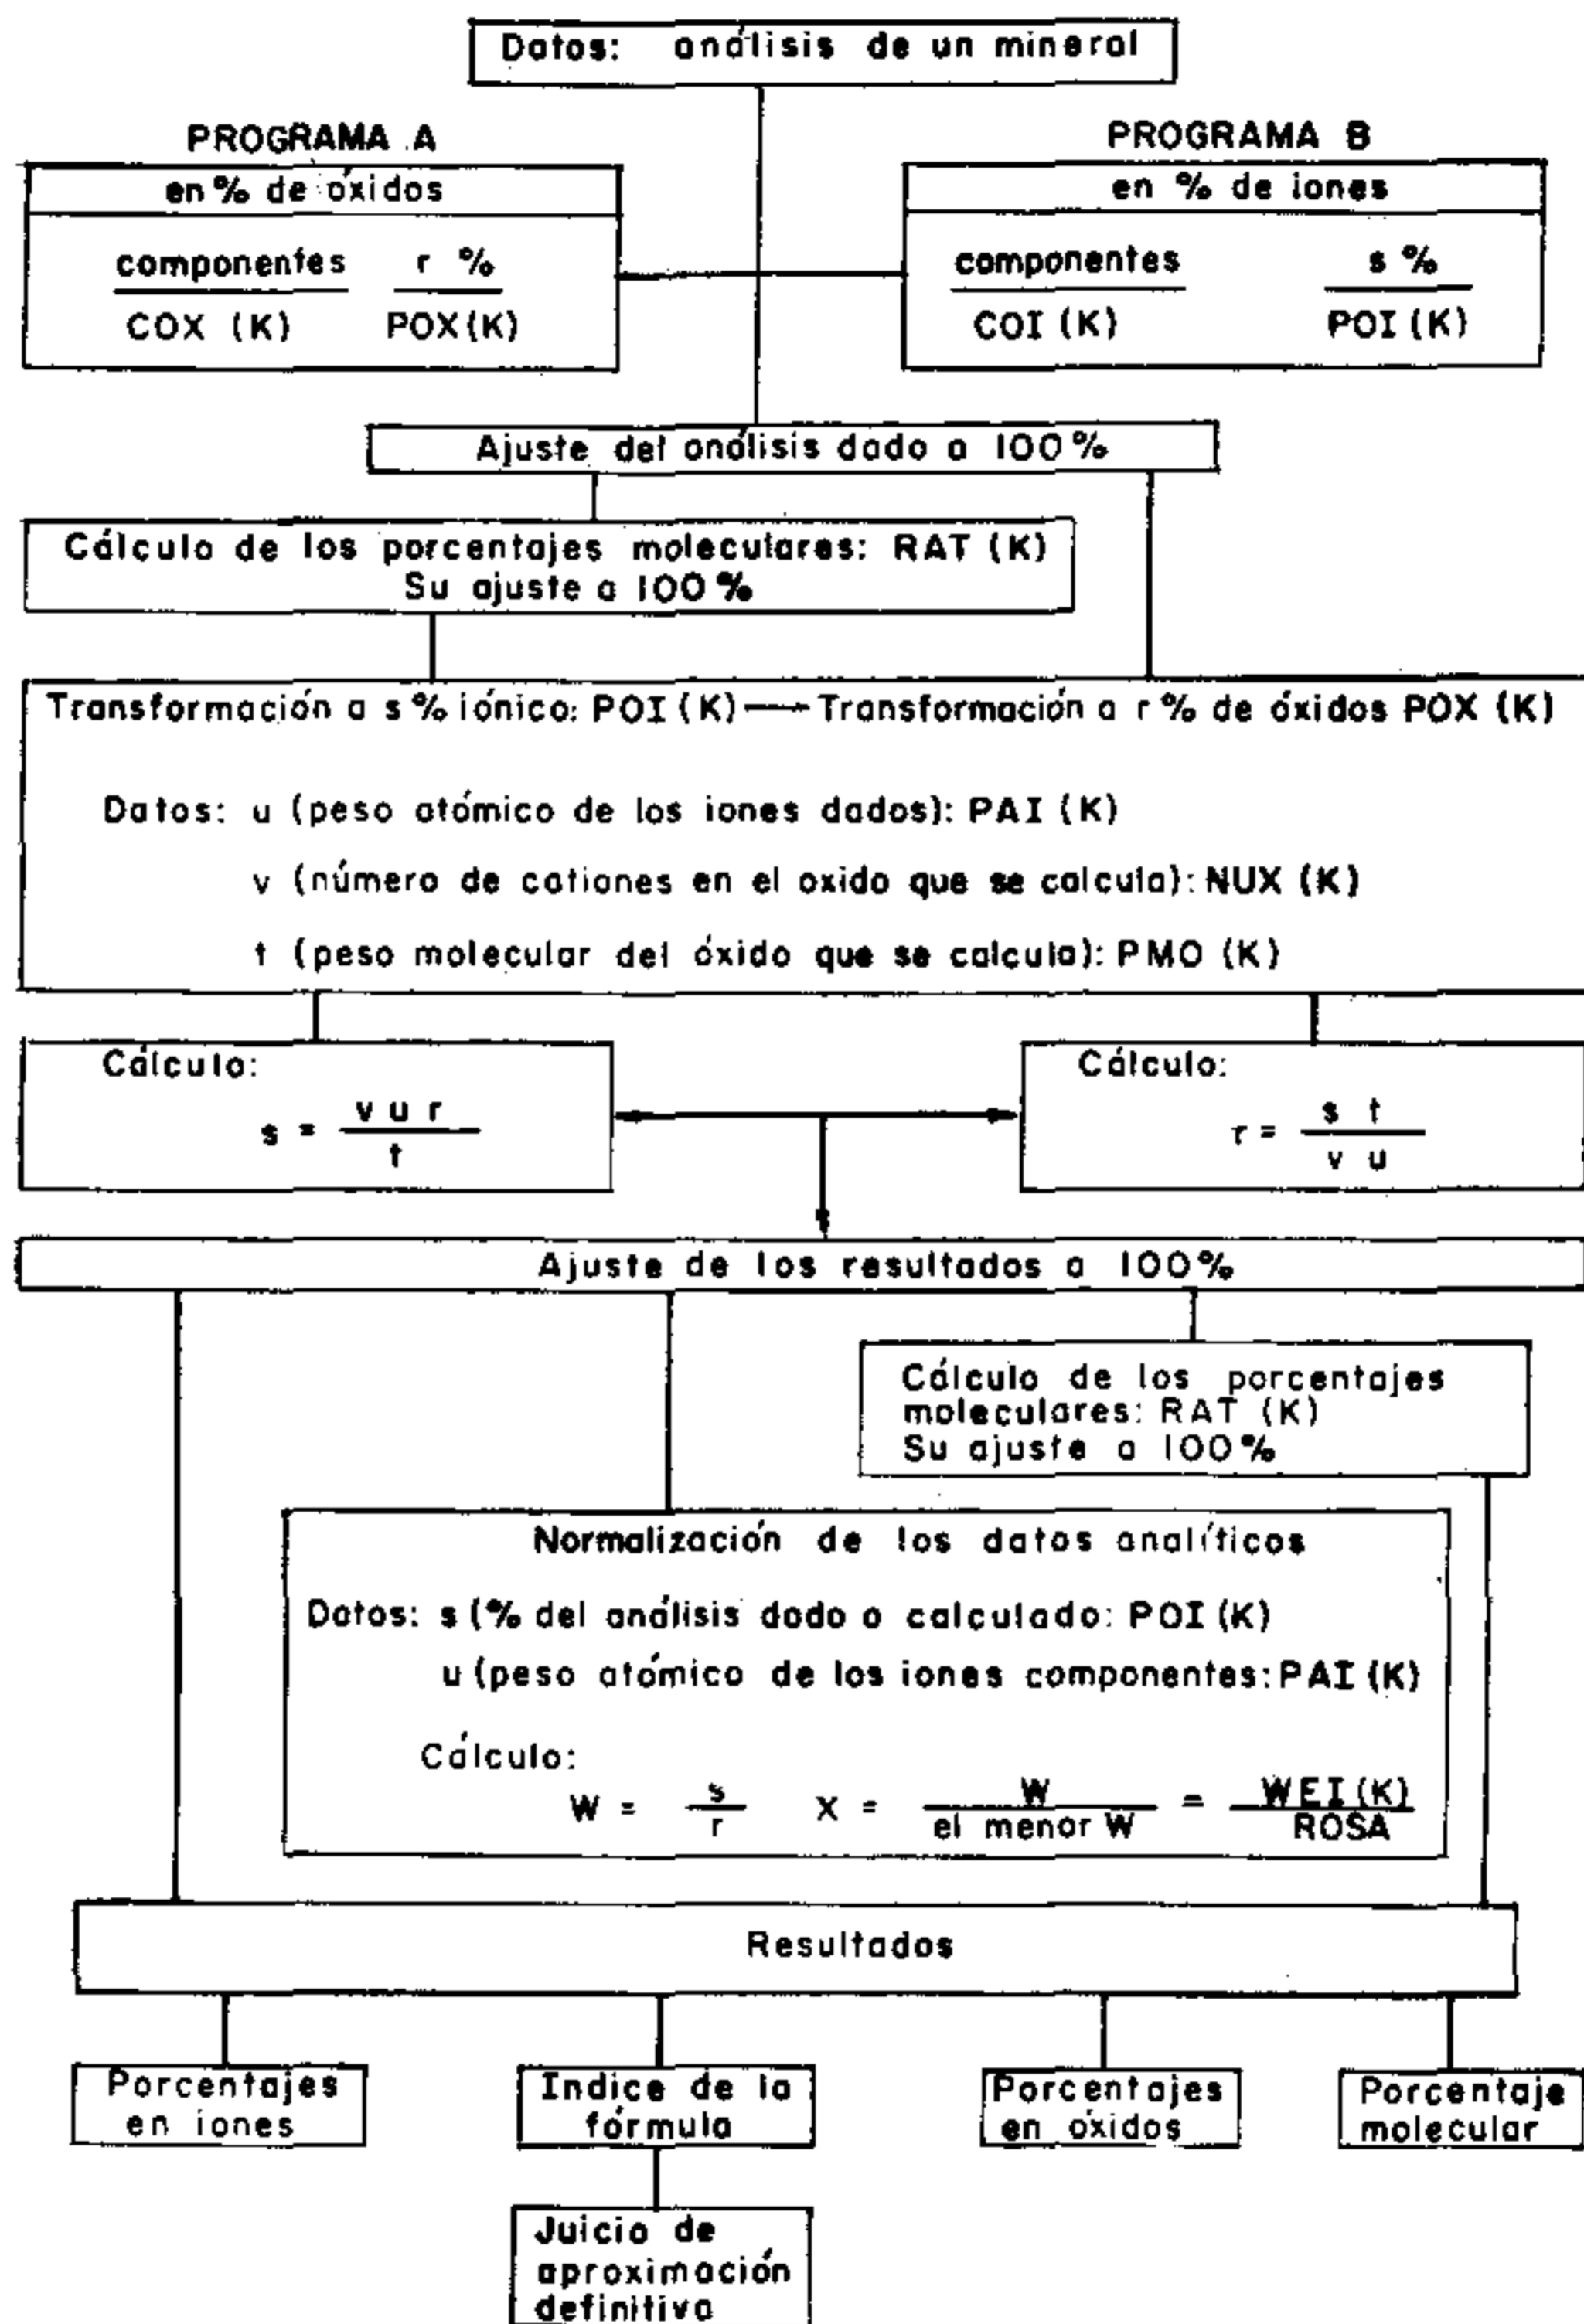 Datos: análisis de un mineral
PROGRAMA A
en % de óxidos
componentes r %
COX (K) POX (K)
PROGRAMA B
en % de iones
componentes s %
COI (K) POI (K)
Ajuste del análisis dado a 100 %
Cálculo de los porcentajes moleculares: RAT (K)
Su ajuste a 100 %
Transformación a s % iónico: POI (K) — Transformación a r % de óxidos POX (K)
Datos: u (peso atómico de los iones dados): PAI (K)
v (número de cationes en el oxido que se calcula): NUX (K)
t (peso molecular del óxido que se calcula): PMO (K)
Cálculo:
s = v u r / t
Cálculo:
r = s t / v u
Ajuste de los resultados a 100 %
Cálculo de los porcentajes
moleculares: RAT (K)
Su ajuste a 100 %
Normalización de los datos analíticos
Datos: s (% del análisis dado o calculado: POI (K)
u (peso atómico de los iones componentes: PAI (K)
Cálculo:
W = s / r X = W / el menor W = WEI (K) / ROSA
Resultados
Porcentajes
en iones
Indice de la
fórmula
Porcentajes
en óxidos
Porcentaje
molecular
Juicio de
aproximación
definitiva